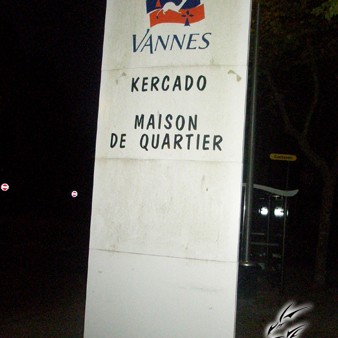 VANNES
KERCADO
MAISON
DE QUARTIER